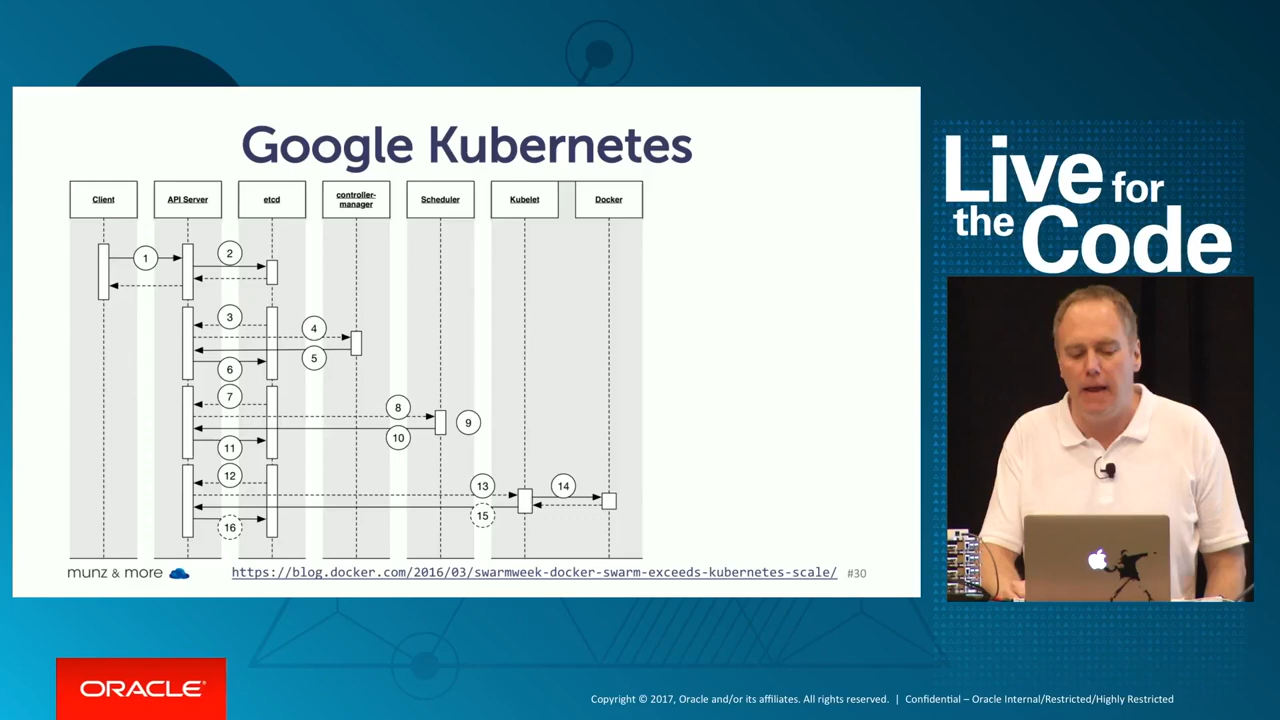 Google Kubernetes
Client
API Server
etcd
controller-
manager
Scheduler
Kubelet
Docker
1
2
3
4
5
6
7
8
9
10
11
12
13
14
15
16
munz & more
https://blog.docker.com/2016/03/swarmweek-docker-swarm-exceeds-kubernetes-scale/
#30
Live for
the Code
ORACLE®
Copyright © 2017, Oracle and/or its affiliates. All rights reserved. | Confidential – Oracle Internal/Restricted/Highly Restricted